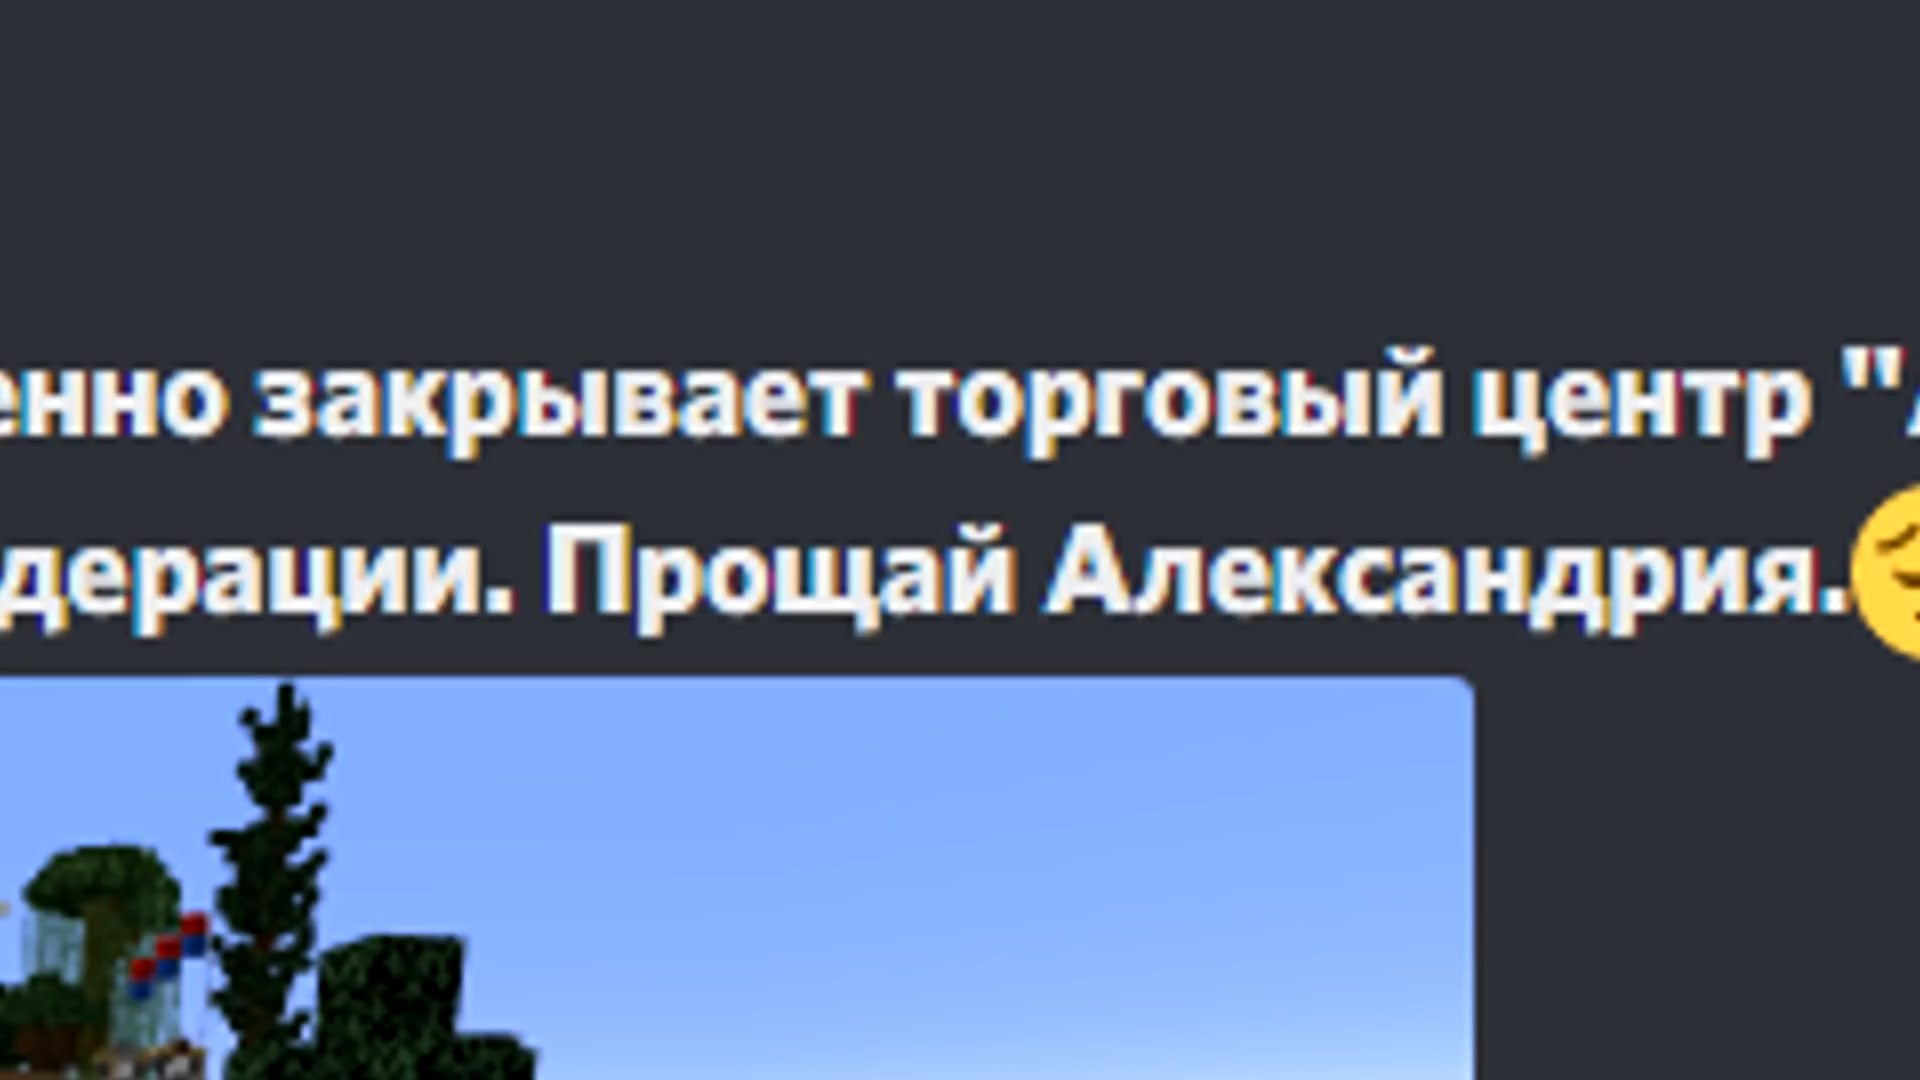 енно закрывает торговый центр "
дерации. Прощай Александрия.😔